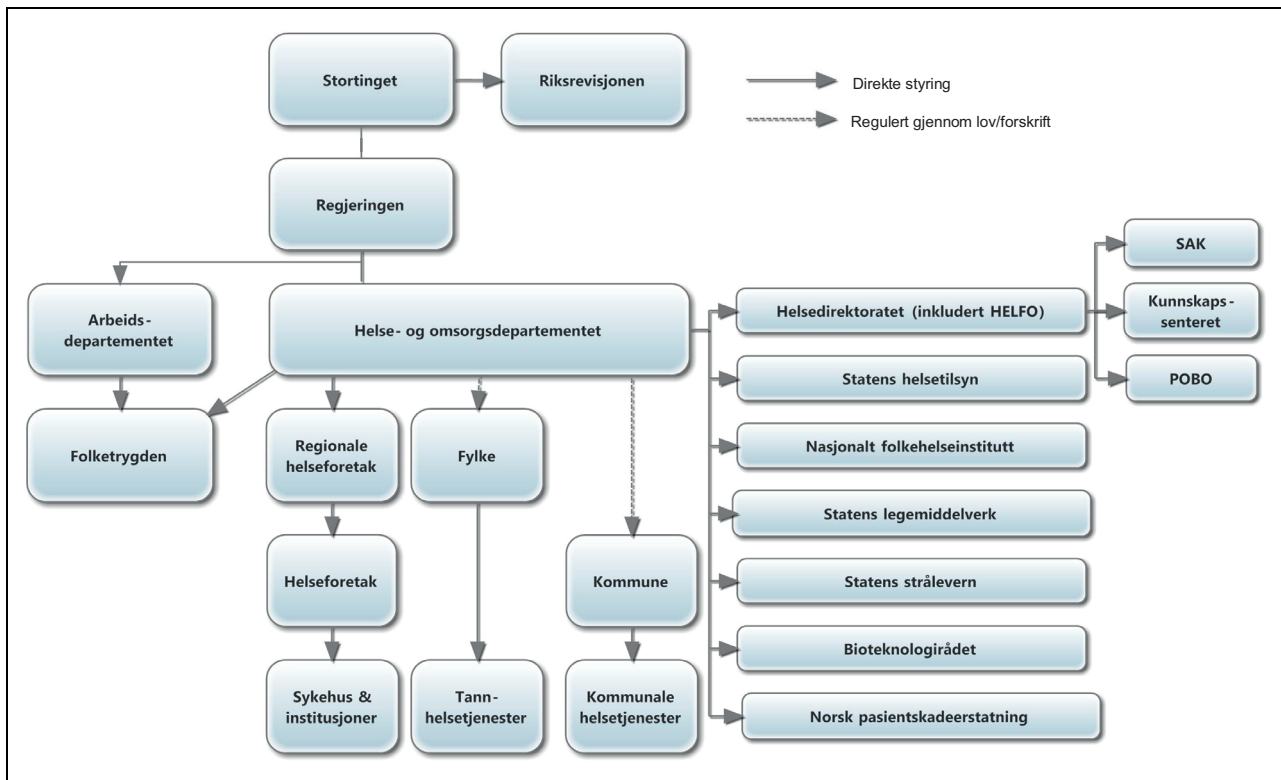 Stortinget
Riksrevisjonen
Direkte styring
Regulert gjennom lov/forskrift
Regjeringen
SAK
Arbeids-
departementet
Helse- og omsorgsdepartementet
Helsedirektoratet (inkludert HELFO)
Kunnskaps-
senteret
Statens helsetilsyn
POBO
Folketrygden
Regionale
helseforetak
Fylke
Nasjonalt folkehelseinstitutt
Statens legemiddelverk
Helseforetak
Kommune
Statens strålevern
Bioteknologirådet
Sykehus &
institusjoner
Tann-
helsetjenester
Kommunale
helsetjenester
Norsk pasientskadeerstatning